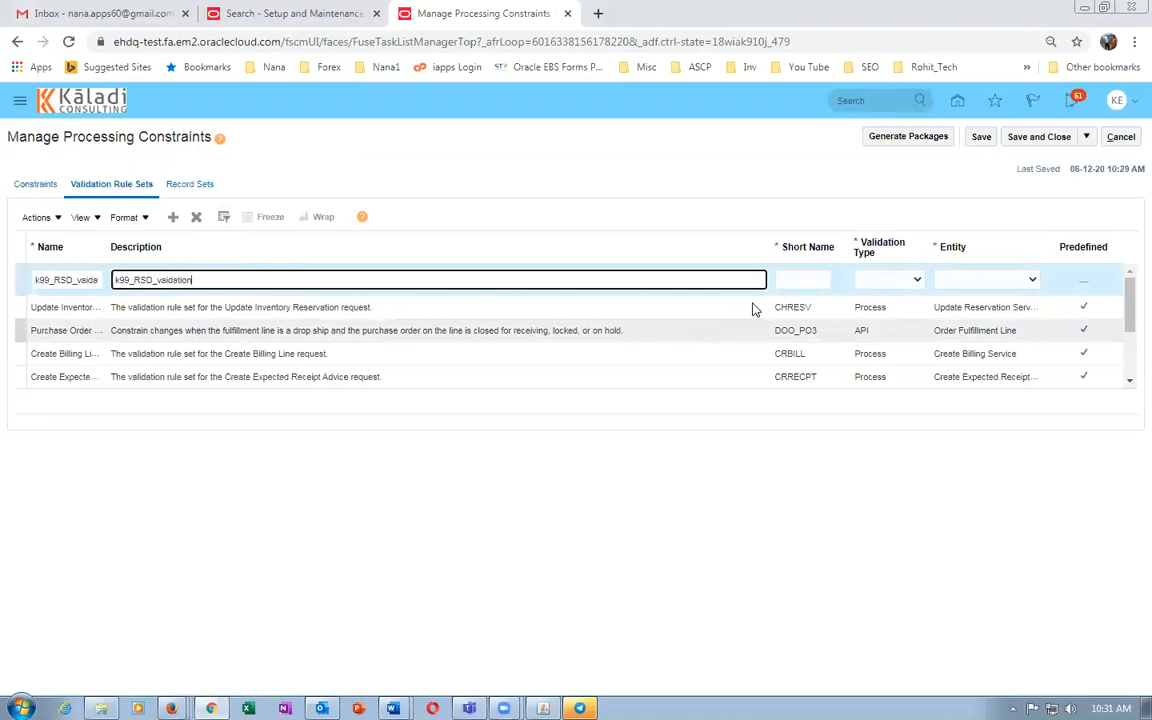 Inbox - nana.apps60@gmail.com
Search - Setup and Maintenance
Manage Processing Constraints
ehdq-test.fa.em2.oraclecloud.com/fscmUI/faces/FuseTaskListManagerTop?_afrLoop=6016338156178220&_adf.ctrl-state=18wiak910j_479
Apps Suggested Sites Bookmarks Nana Forex Nana1 iapps Login Oracle EBS Forms P... Misc ASCP Inv You Tube SEO Rohit_Tech » Other bookmarks
Kāladi CONSULTING Search 61 KE
Manage Processing Constraints Generate Packages Save Save and Close Cancel
Last Saved 06-12-20 10:29 AM
Constraints Validation Rule Sets Record Sets
Actions View Format Freeze Wrap
* Name Description * Short Name * Validation Type * Entity Predefined
k99_RSD_vaida k99_RSD_vaidation
Update Inventor... The validation rule set for the Update Inventory Reservation request. CHRESV Process Update Reservation Serv...
Purchase Order ... Constrain changes when the fulfillment line is a drop ship and the purchase order on the line is closed for receiving, locked, or on hold. DOO_PO3 API Order Fulfillment Line
Create Billing Li... The validation rule set for the Create Billing Line request. CRBILL Process Create Billing Service
Create Expecte... The validation rule set for the Create Expected Receipt Advice request. CRRECPT Process Create Expected Receipt...
10:31 AM